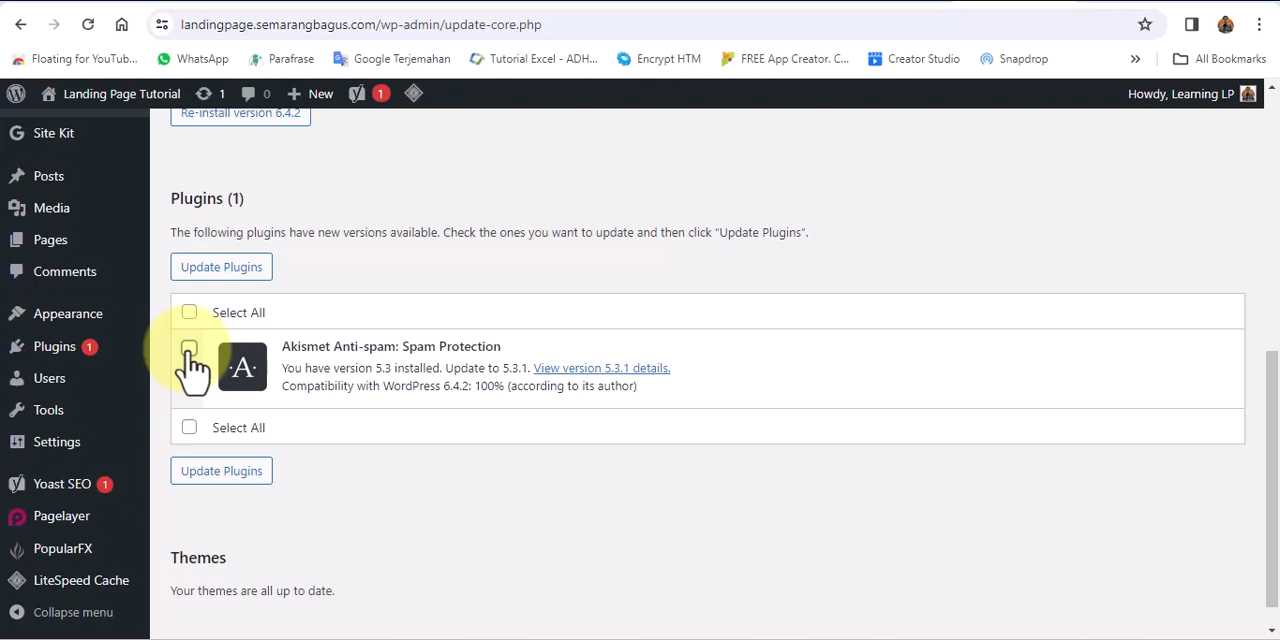 landingpage.semarangbagus.com/wp-admin/update-core.php
Floating for YouTub... WhatsApp Parafrase Google Terjemahan Tutorial Excel - ADH... Encrypt HTM FREE App Creator. C... Creator Studio Snapdrop » All Bookmarks
Landing Page Tutorial 1 0 New 1 Howdy, Learning LP
Site Kit
Posts
Media
Pages
Comments
Appearance
Plugins 1
Users
Tools
Settings
Yoast SEO 1
Pagelayer
PopularFX
LiteSpeed Cache
Collapse menu
Re-install version 6.4.2
Plugins (1)
The following plugins have new versions available. Check the ones you want to update and then click “Update Plugins”.
Update Plugins
Select All
·A·
Akismet Anti-spam: Spam Protection
You have version 5.3 installed. Update to 5.3.1. View version 5.3.1 details.
Compatibility with WordPress 6.4.2: 100% (according to its author)
Select All
Update Plugins
Themes
Your themes are all up to date.